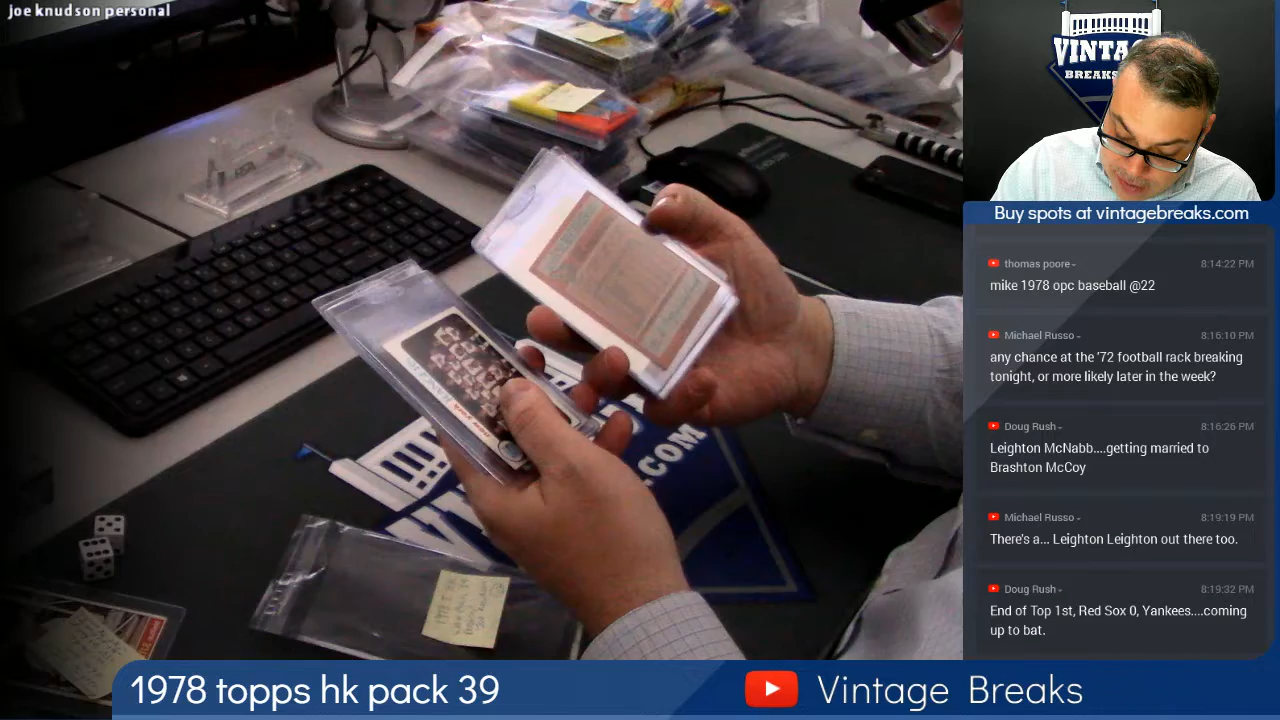 joe knudson personal
VINTAGE
BREAKS
Buy spots at vintagebreaks.com
thomas poore~
8:14:22 PM
mike 1978 opc baseball @22
Michael Russo~
8:16:10 PM
any chance at the '72 football rack breaking
tonight, or more likely later in the week?
Doug Rush~
8:16:26 PM
Leighton McNabb....getting married to
Brashton McCoy
Michael Russo~
8:19:19 PM
There's a... Leighton Leighton out there too.
Doug Rush~
8:19:32 PM
End of Top 1st, Red Sox 0, Yankees....coming
up to bat.
.COM
1978 topps hk pack 39
Vintage Breaks